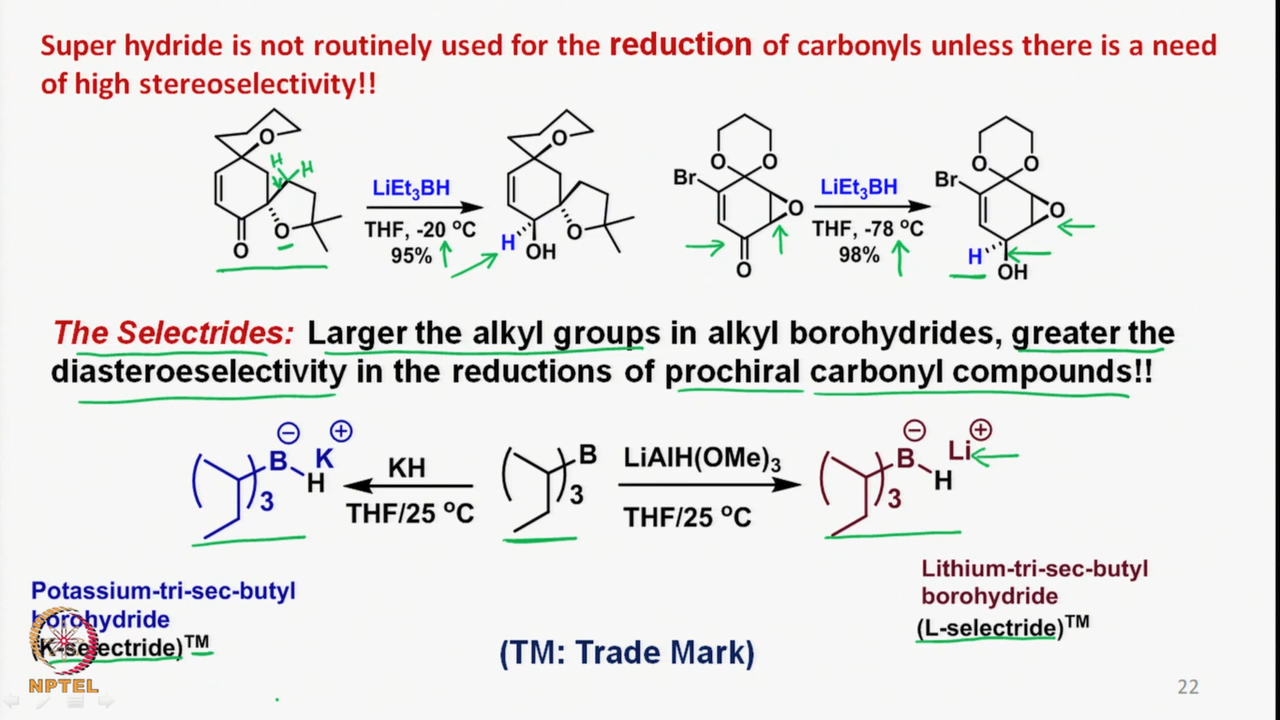 Super hydride is not routinely used for the reduction of carbonyls unless there is a need
of high stereoselectivity!!
O
H
H
O
O
LiEt3BH
THF, -20 oC
95%
O
O
H
OH
O
O
Br
O
O
LiEt3BH
THF, -78 oC
98%
O
O
Br
O
H
OH
The Selectrides: Larger the alkyl groups in alkyl borohydrides, greater the
diasteroeselectivity in the reductions of prochiral carbonyl compounds!!
( )3 B⊖ H K⊕
KH
THF/25 oC
( )3 B
LiAlH(OMe)3
THF/25 oC
( )3 B⊖ H Li⊕
Potassium-tri-sec-butyl
borohydride
(K-selectride)TM
Lithium-tri-sec-butyl
borohydride
(L-selectride)TM
(TM: Trade Mark)
NPTEL
22